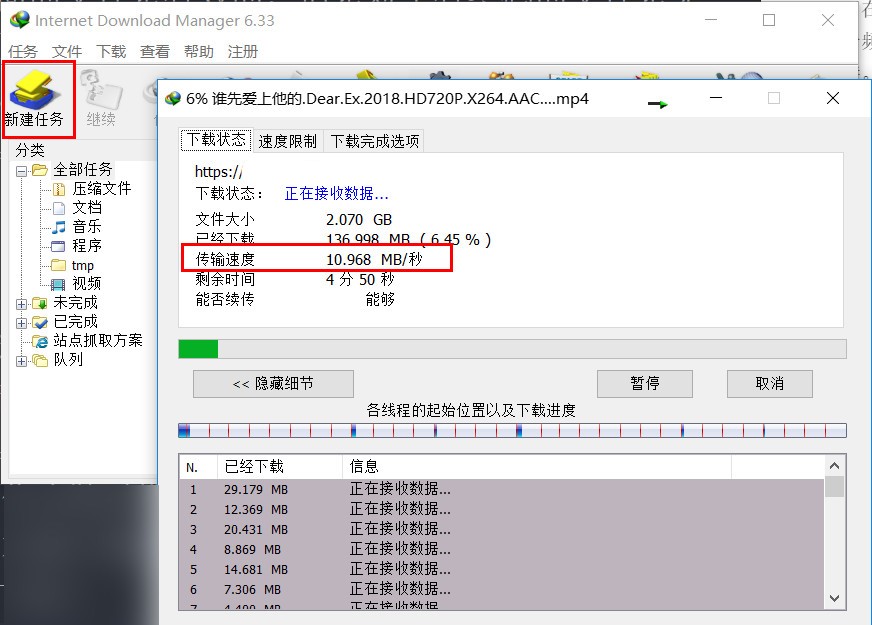 Internet Download Manager 6.33
任务 文件 下载 查看 帮助 注册
新建任务
继续
分类
全部任务
压缩文件
文档
音乐
程序
tmp
视频
未完成
已完成
站点抓取方案
队列
6% 谁先爱上他的.Dear.Ex.2018.HD720P.X264.AAC....mp4
下载状态 速度限制 下载完成选项
https://
下载状态： 正在接收数据...
文件大小 2.070 GB
已经下载 136.998 MB ( 6.45 % )
传输速度 10.968 MB/秒
剩余时间 4 分 50 秒
能否续传 能够
<< 隐藏细节 暂停 取消
各线程的起始位置以及下载进度
N. 已经下载 信息
1 29.179 MB 正在接收数据...
2 12.369 MB 正在接收数据...
3 20.431 MB 正在接收数据...
4 8.869 MB 正在接收数据...
5 14.681 MB 正在接收数据...
6 7.306 MB 正在接收数据...